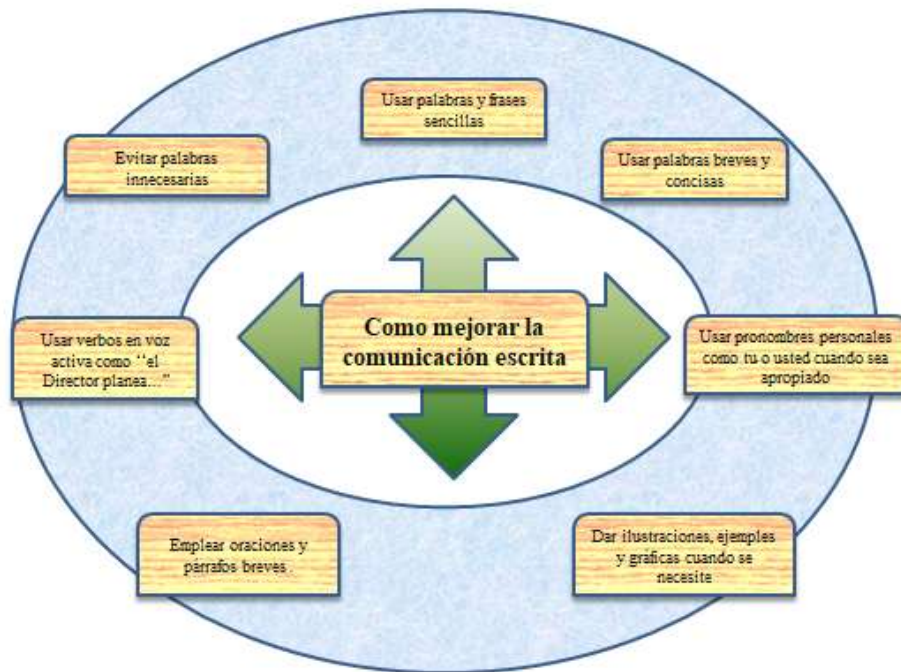 Usar palabras y frases
sencillas
Evitar palabras
innecesarias
Usar palabras breves y
concisas
Como mejorar la
comunicación escrita
Usar verbos en voz
activa como ‘‘el
Director planea...”
Usar pronombres personales
como tu o usted cuando sea
apropiado
Emplear oraciones y
párrafos breves .
Dar ilustraciones, ejemples
y gráficas cuando se
necesite